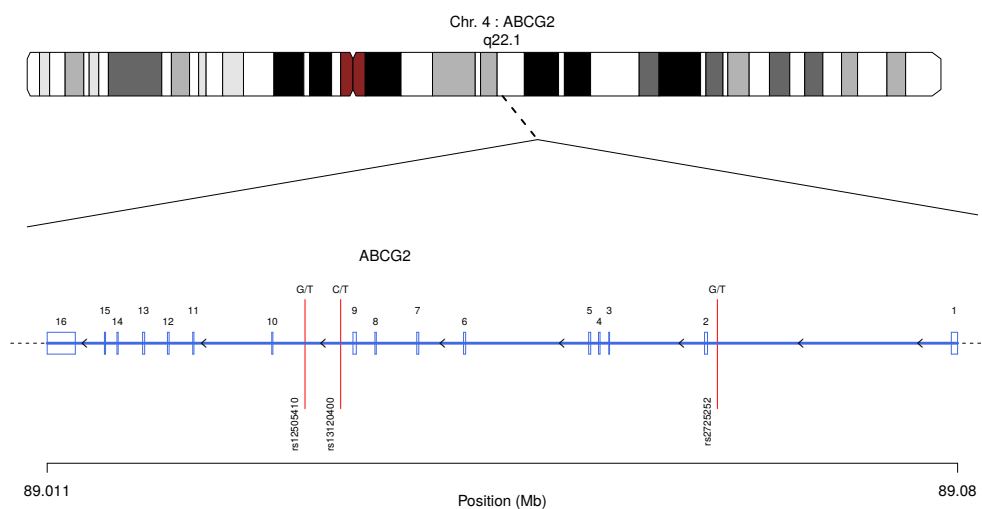 Chr. 4 : ABCG2
q22.1
ABCG2
G/T C/T G/T
15 13 11 9 7 5 3 1
16 14 12 10 8 6 4 2
rs12505410
rs13120400
rs2725252
89.011 89.08
Position (Mb)